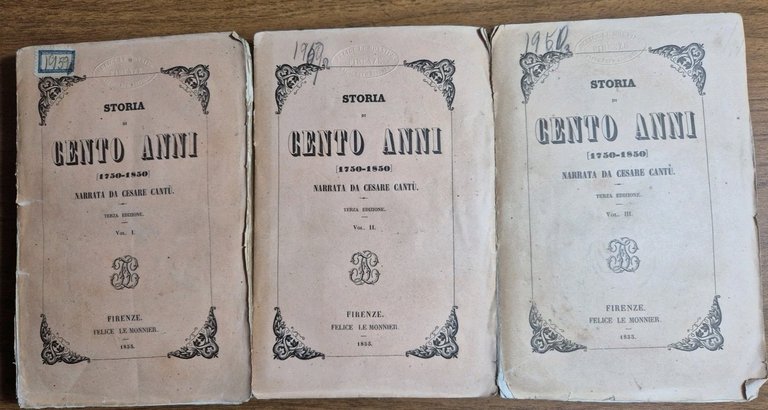 1959
STORIA
DI
CENTO ANNI
[1750-1850]
NARRATA DA CESARE CANTÙ.
TERZA EDIZIONE.
VOL. I.
FIRENZE.
FELICE LE MONNIER.
1855.
STORIA
DI
CENTO ANNI
[1750-1850]
NARRATA DA CESARE CANTÙ.
TERZA EDIZIONE.
VOL. II.
FIRENZE.
FELICE LE MONNIER.
1855.
STORIA
DI
CENTO ANNI
[1750-1850]
NARRATA DA CESARE CANTÙ.
TERZA EDIZIONE.
VOL. III.
FIRENZE.
FELICE LE MONNIER.
1855.